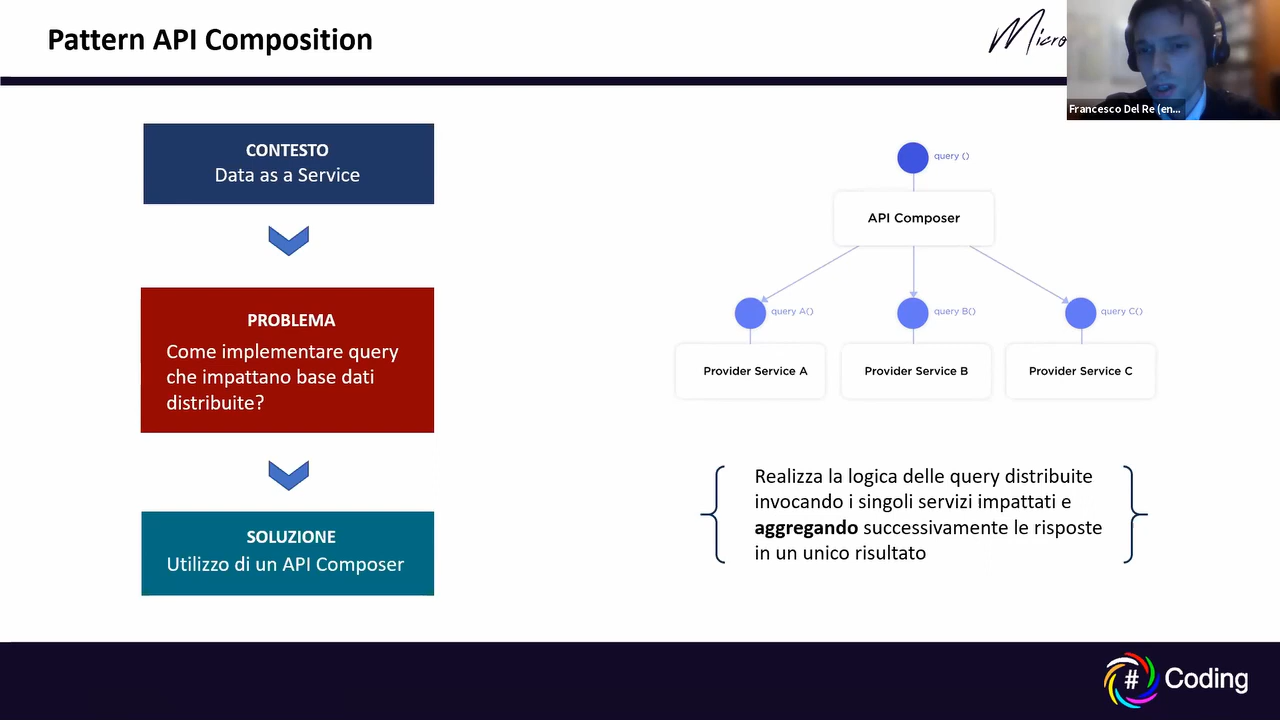 Pattern API Composition
Micro
Francesco Del Re (en...
CONTESTO
Data as a Service
PROBLEMA
Come implementare query
che impattano base dati
distribuite?
SOLUZIONE
Utilizzo di un API Composer
query ()
API Composer
query A()
query B()
query C()
Provider Service A
Provider Service B
Provider Service C
Realizza la logica delle query distribuite
invocando i singoli servizi impattati e
aggregando successivamente le risposte
in un unico risultato
# Coding